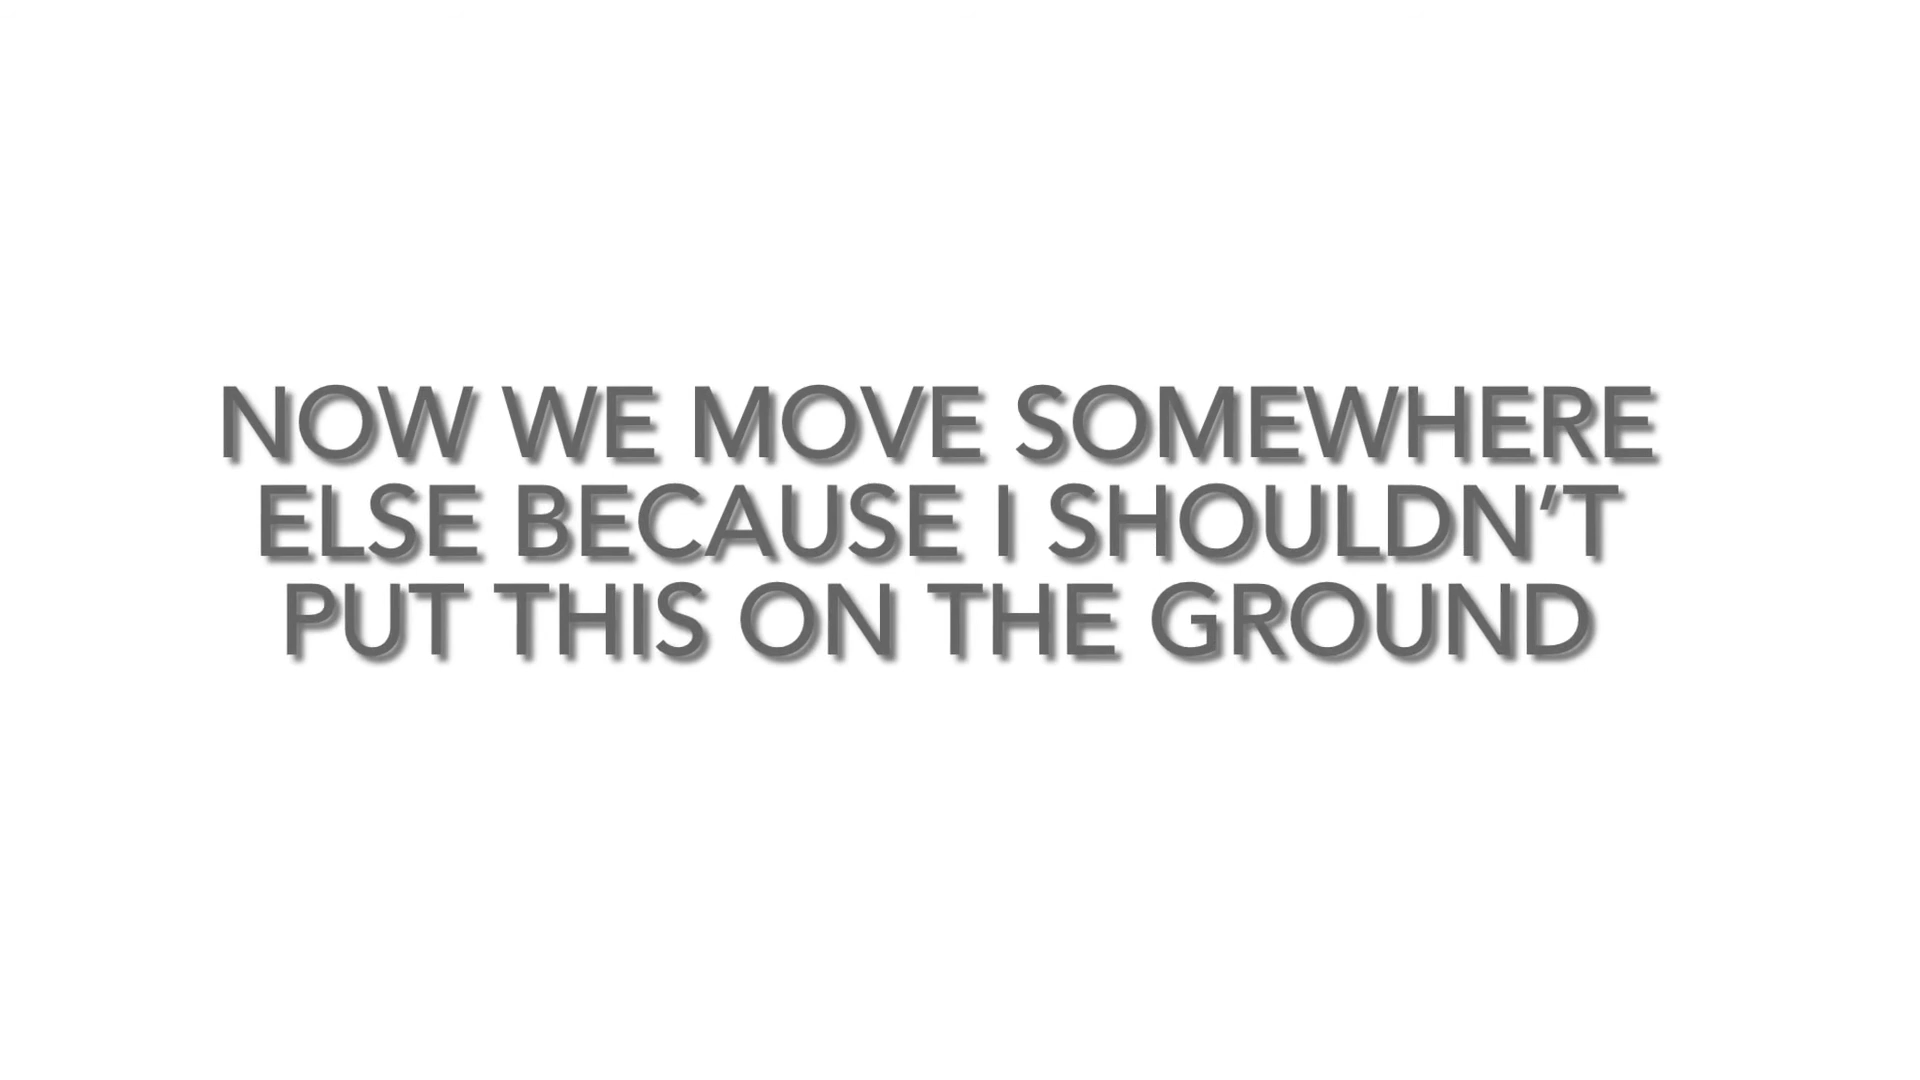 NOW WE MOVE SOMEWHERE
ELSE BECAUSE I SHOULDN’T
PUT THIS ON THE GROUND